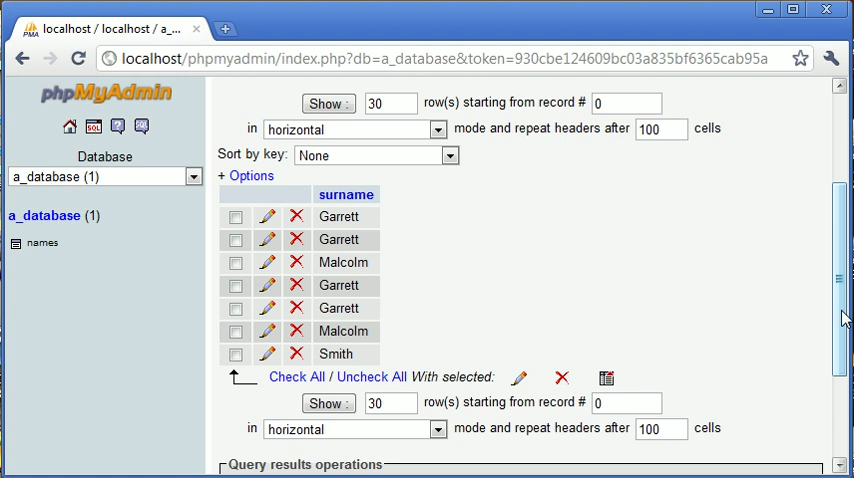 localhost / localhost / a_...
localhost/phpmyadmin/index.php?db=a_database&token=930cbe124609bc03a835bf6365cab95a
phpMyAdmin
Database
a_database (1)
a_database (1)
names
Show : 30 row(s) starting from record # 0
in horizontal mode and repeat headers after 100 cells
Sort by key: None
+ Options
surname
Garrett
Garrett
Malcolm
Garrett
Garrett
Malcolm
Smith
Check All / Uncheck All With selected:
Show : 30 row(s) starting from record # 0
in horizontal mode and repeat headers after 100 cells
Query results operations